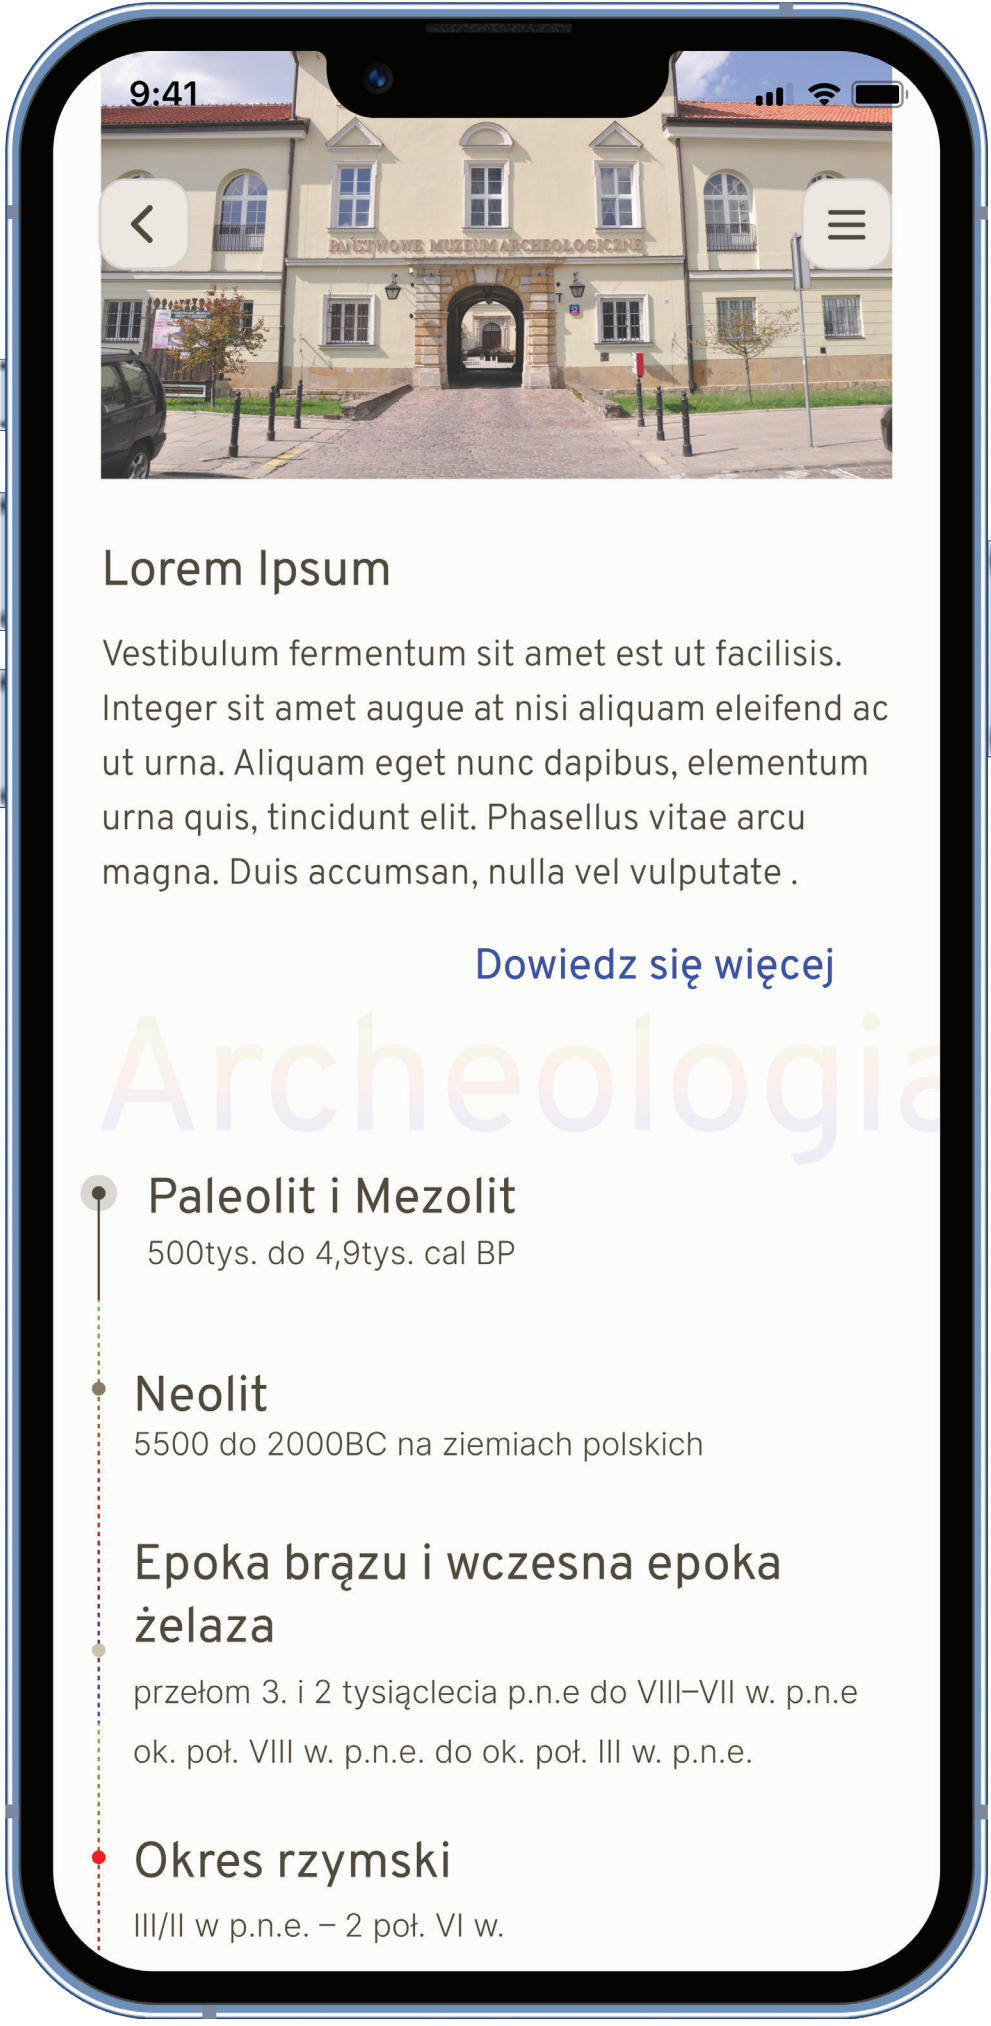 9:41
PAŃSTWOWE MUZEUM ARCHEOLOGICZNE
Lorem Ipsum
Vestibulum fermentum sit amet est ut facilisis.
Integer sit amet augue at nisi aliquam eleifend ac
ut urna. Aliquam eget nunc dapibus, elementum
urna quis, tincidunt elit. Phasellus vitae arcu
magna. Duis accumsan, nulla vel vulputate .
Dowiedz się więcej
Archeologia
Paleolit i Mezolit
500tys. do 4,9tys. cal BP
Neolit
5500 do 2000BC na ziemiach polskich
Epoka brązu i wczesna epoka
żelaza
przełom 3. i 2 tysiąclecia p.n.e do VIII–VII w. p.n.e
ok. poł. VIII w. p.n.e. do ok. poł. III w. p.n.e.
Okres rzymski
III/II w p.n.e. – 2 poł. VI w.